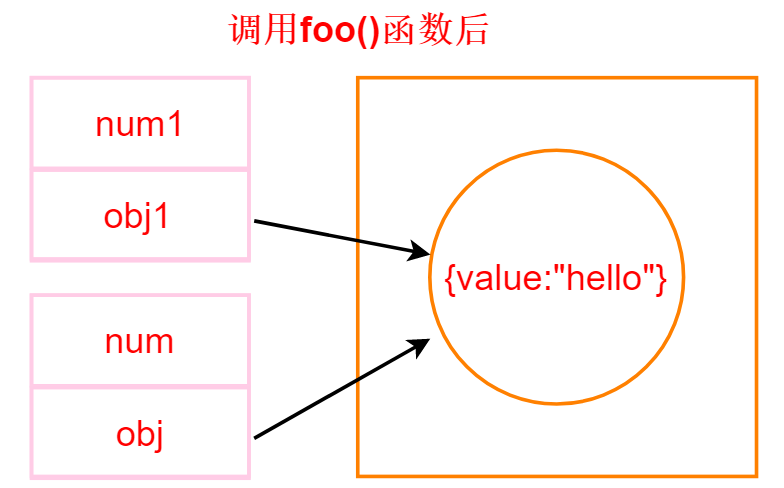 调用foo()函数后
num1
obj1
{value:"hello"}
num
obj